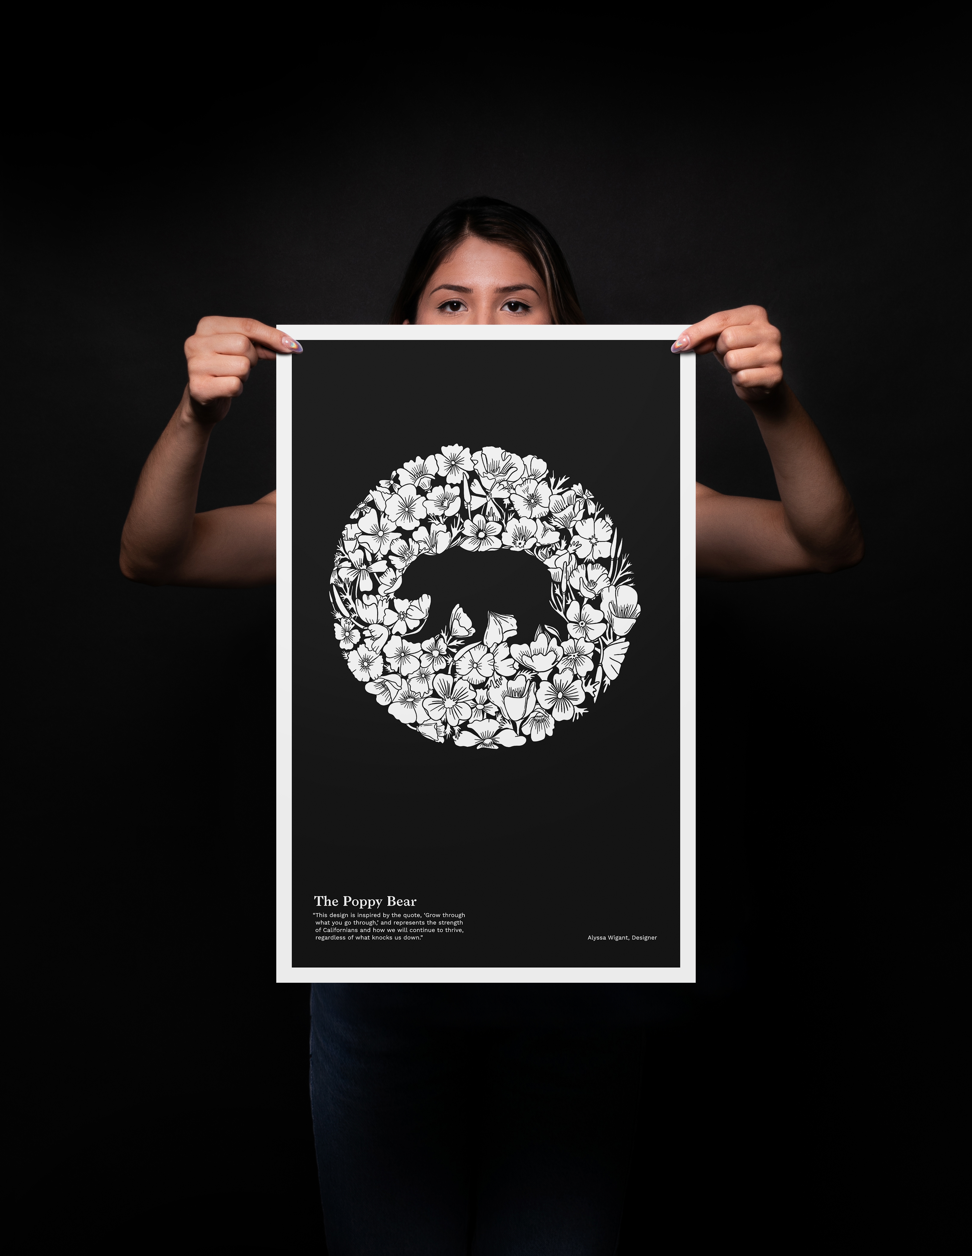 The Poppy Bear
"This design is inspired by the quote, 'Grow through
what you go through,' and represents the strength
of Californians and how we will continue to thrive,
regardless of what knocks us down."
Alyssa Wigant, Designer